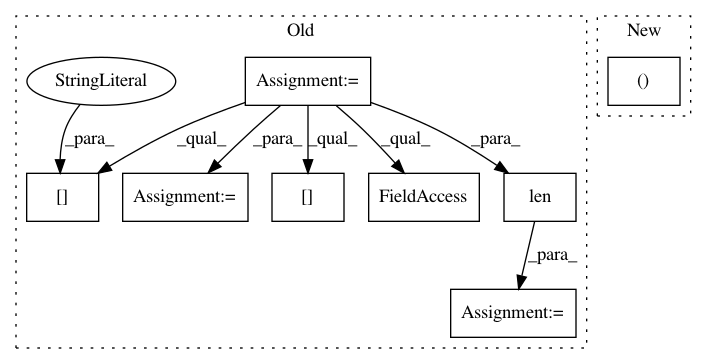 Old
New
StringLiteral
Assignment:=
()
_para_
_qual_
_para_
_qual_
_qual_
_para_
[]
Assignment:=
[]
FieldAccess
len
_para_
Assignment:=